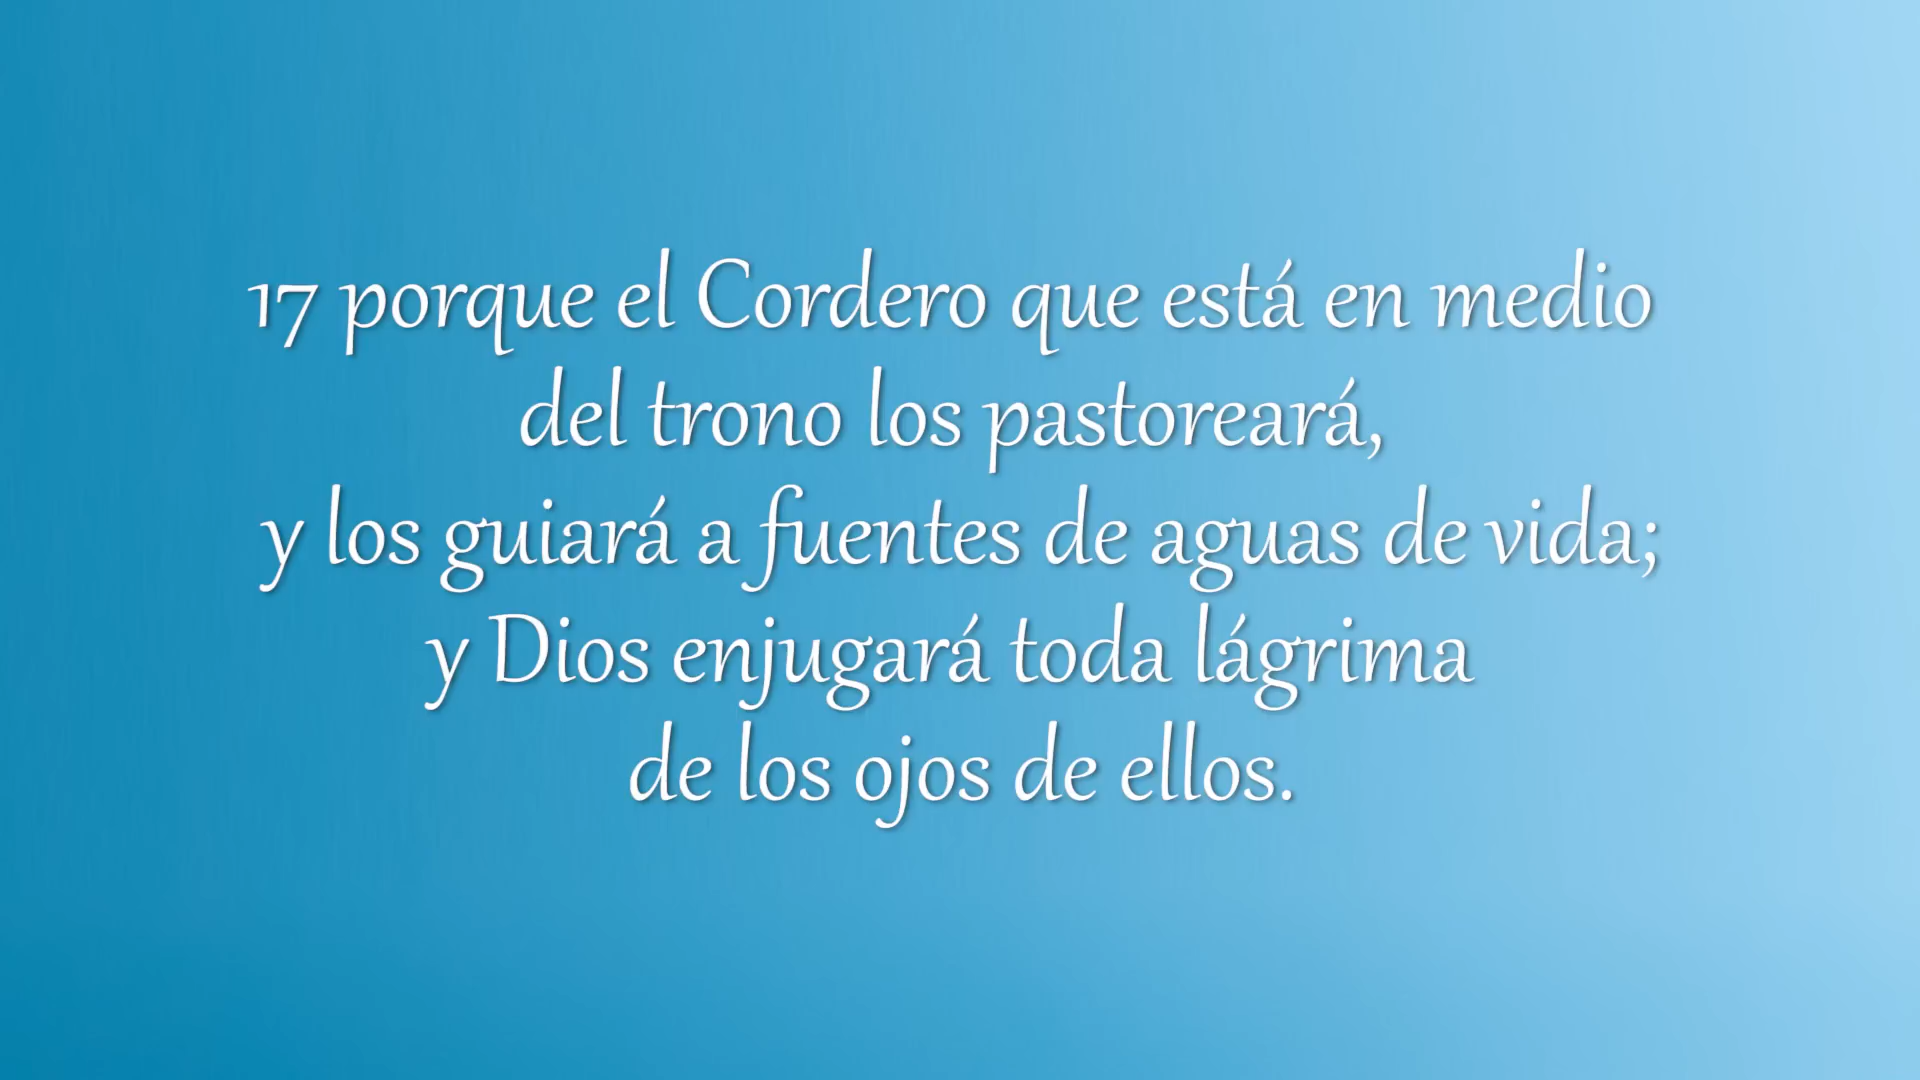 17 porque el Cordero que está en medio
del trono los pastoreará,
y los guiará a fuentes de aguas de vida;
y Dios enjugará toda lágrima
de los ojos de ellos.